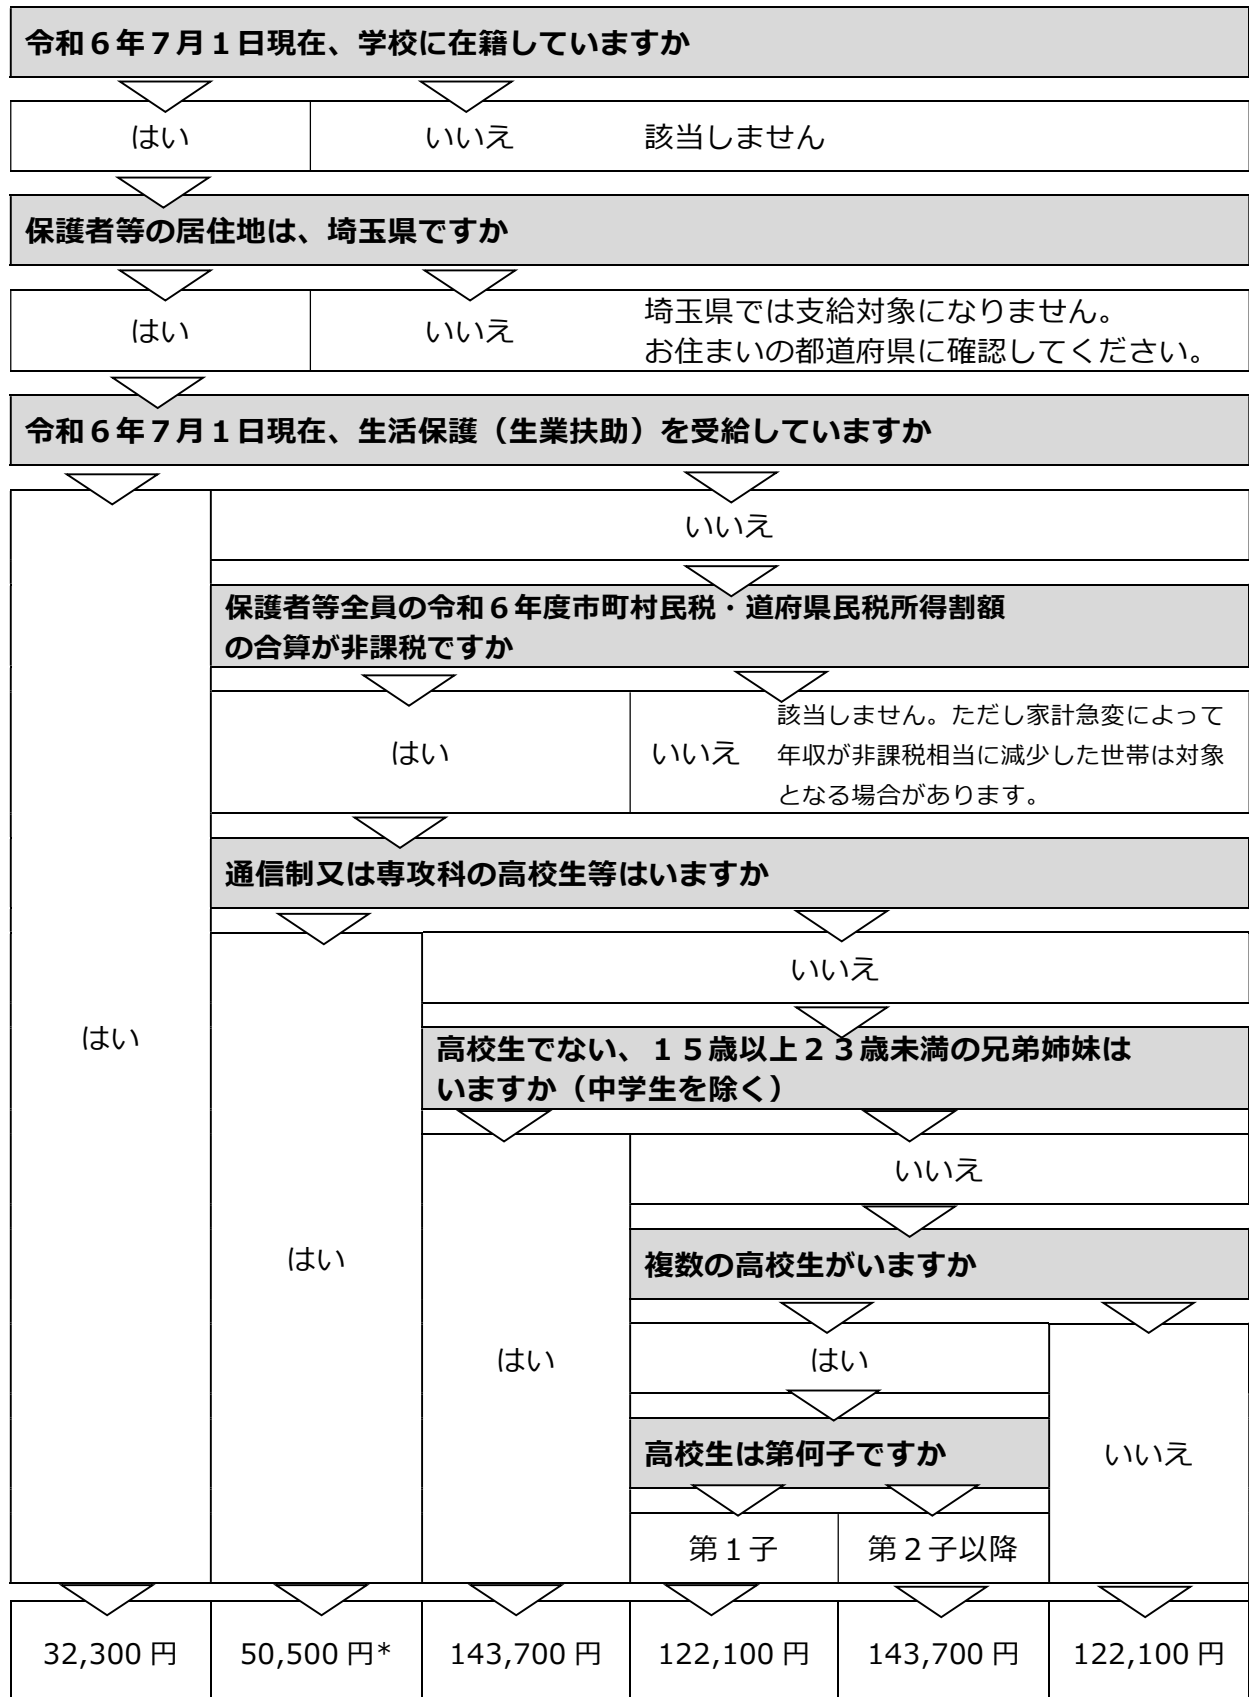 令和６年７月１日現在、学校に在籍していますか
はい
いいえ
該当しません
保護者等の居住地は、埼玉県ですか
はい
いいえ
埼玉県では支給対象になりません。
お住まいの都道府県に確認してください。
令和６年７月１日現在、生活保護（生業扶助）を受給していますか
いいえ
保護者等全員の令和６年度市町村民税・道府県民税所得割額
の合算が非課税ですか
はい
いいえ
該当しません。ただし家計急変によって
年収が非課税相当に減少した世帯は対象
となる場合があります。
通信制又は専攻科の高校生等はいますか
いいえ
はい
高校生でない、１５歳以上２３歳未満の兄弟姉妹は
いますか（中学生を除く）
いいえ
はい
複数の高校生がいますか
はい
はい
いいえ
高校生は第何子ですか
第１子
第２子以降
32,300 円
50,500 円*
143,700 円
122,100 円
143,700 円
122,100 円